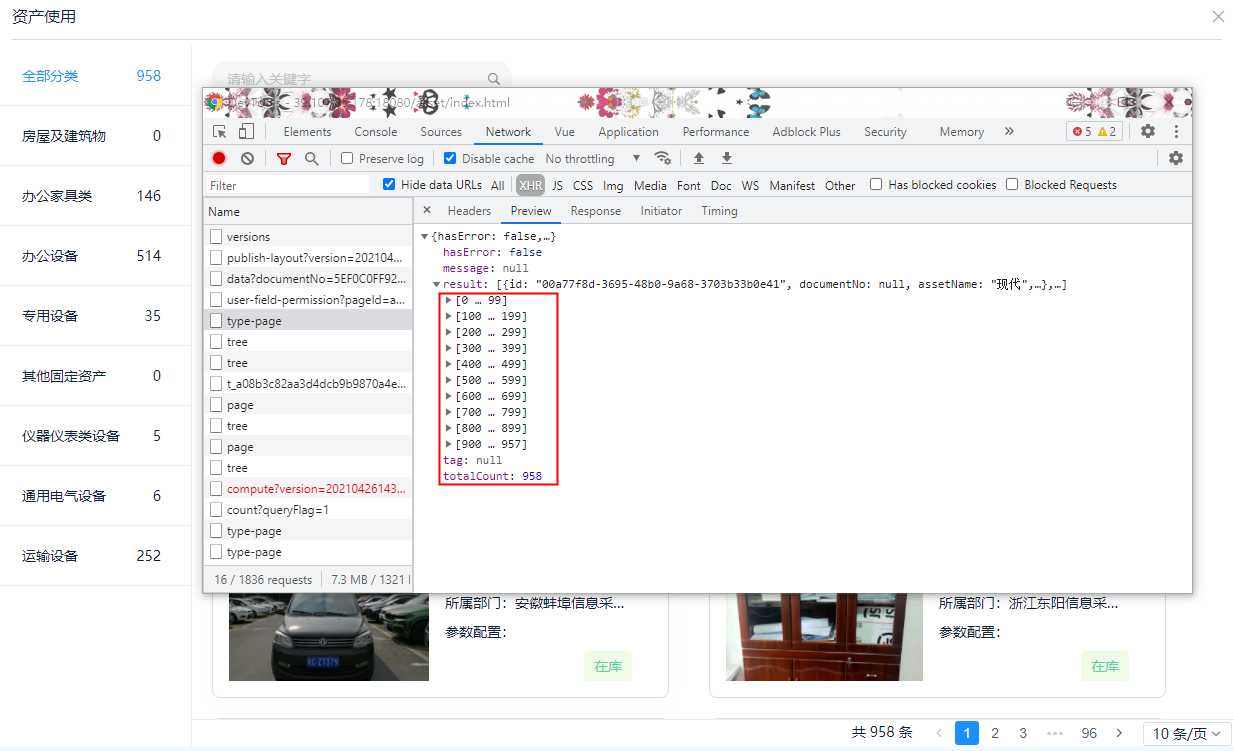 资产使用
全部分类 958
房屋及建筑物 0
办公家具类 146
办公设备 514
专用设备 35
其他固定资产 0
仪器仪表类设备 5
通用电气设备 6
运输设备 252
请输入关键字
/index.html
Elements Console Sources Network Vue Application Performance Adblock Plus Security Memory » 5 2
Preserve log Disable cache No throttling
Filter Hide data URLs All XHR JS CSS Img Media Font Doc WS Manifest Other Has blocked cookies Blocked Requests
Name
versions
publish-layout?version=202104...
data?documentNo=5EF0C0FF92...
user-field-permission?pageId=a...
type-page
tree
tree
t_a08b3c82aa3d4dcb9b9870a4e...
page
tree
page
tree
compute?version=20210426143...
count?queryFlag=1
type-page
type-page
16 / 1836 requests 7.3 MB / 1321
× Headers Preview Response Initiator Timing
{hasError: false,…}
hasError: false
message: null
result: [{id: "00a77f8d-3695-48b0-9a68-3703b33b0e41", documentNo: null, assetName: "现代",…},…]
[0 … 99]
[100 … 199]
[200 … 299]
[300 … 399]
[400 … 499]
[500 … 599]
[600 … 699]
[700 … 799]
[800 … 899]
[900 … 957]
tag: null
totalCount: 958
所属部门：安徽蚌埠信息采...
参数配置：
在库
所属部门：浙江东阳信息采...
参数配置：
在库
共 958 条 1 2 3 ••• 96 10 条/页